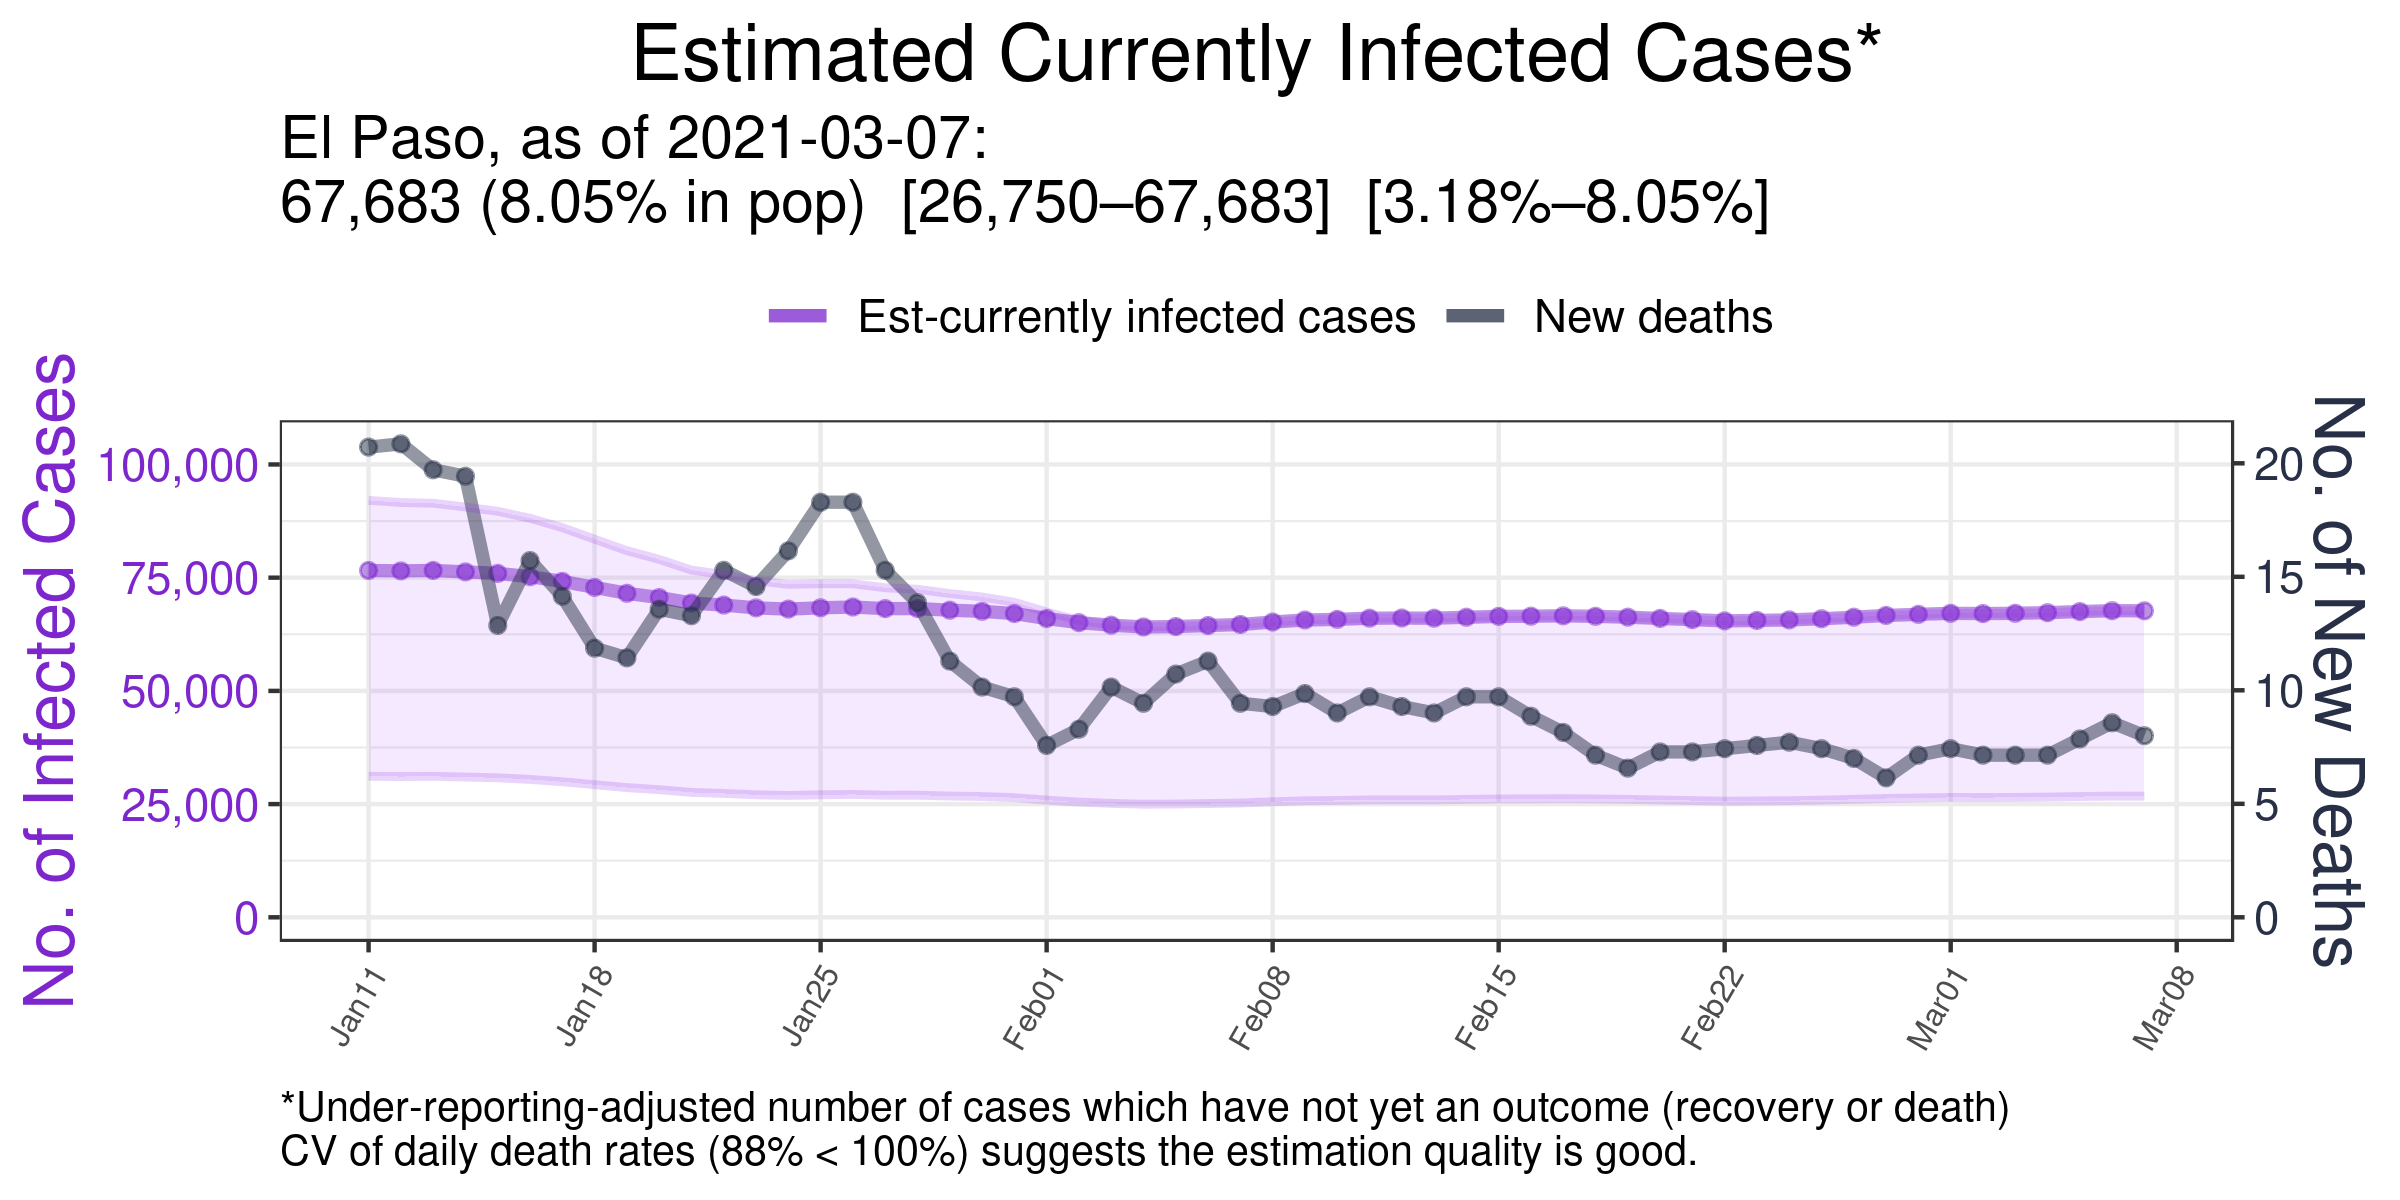 Estimated Currently Infected Cases*
El Paso, as of 2021-03-07:
67,683 (8.05% in pop)  [26,750–67,683]  [3.18%–8.05%]
Est-currently infected cases
New deaths
No. of Infected Cases
100,000
75,000
50,000
25,000
0
20
15
10
5
0
No. of New Deaths
Jan11
Jan18
Jan25
Feb01
Feb08
Feb15
Feb22
Mar01
Mar08
*Under-reporting-adjusted number of cases which have not yet an outcome (recovery or death)
CV of daily death rates (88% < 100%) suggests the estimation quality is good.